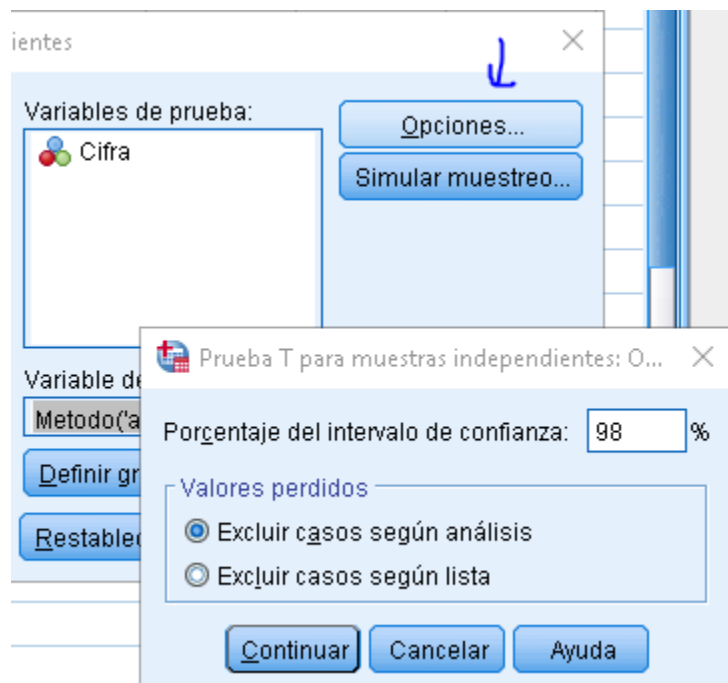 ientes
Variables de prueba:
Cifra
Opciones...
Simular muestreo...
Variable de
Metodo('a
Definir gr
Restablec
Prueba T para muestras independientes: O...
Porcentaje del intervalo de confianza: 98 %
Valores perdidos
Excluir casos según análisis
Excluir casos según lista
Continuar
Cancelar
Ayuda